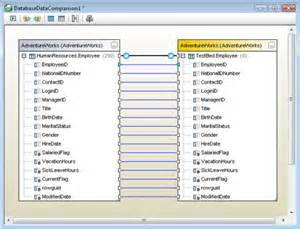 DatabaseDataComparison1 *
AdventureWorks (AdventureWorks)
AdventureWorks (AdventureWorks)
HumanResources.Employee (290)
TestBed.Employee (0)
EmployeeID
EmployeeID
NationalIDNumber
NationalIDNumber
ContactID
ContactID
LoginID
LoginID
ManagerID
ManagerID
Title
Title
BirthDate
BirthDate
MaritalStatus
MaritalStatus
Gender
Gender
HireDate
HireDate
SalariedFlag
SalariedFlag
VacationHours
VacationHours
SickLeaveHours
SickLeaveHours
CurrentFlag
CurrentFlag
rowguid
rowguid
ModifiedDate
ModifiedDate